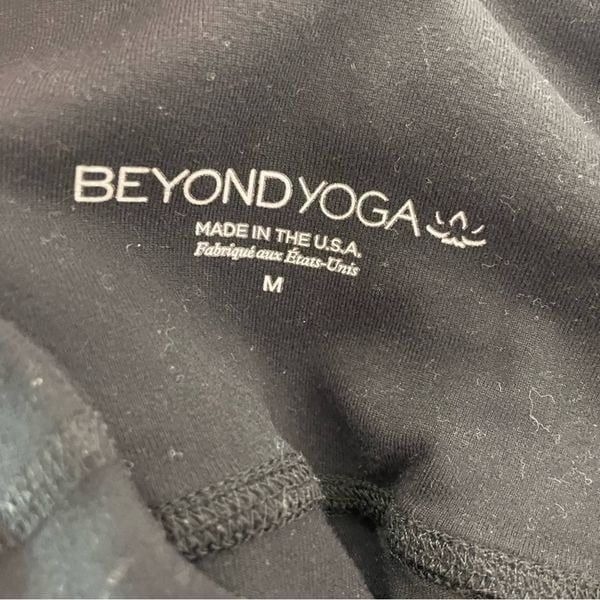 BEYOND YOGA
MADE IN THE U.S.A.
Fabriqué aux États-Unis
M